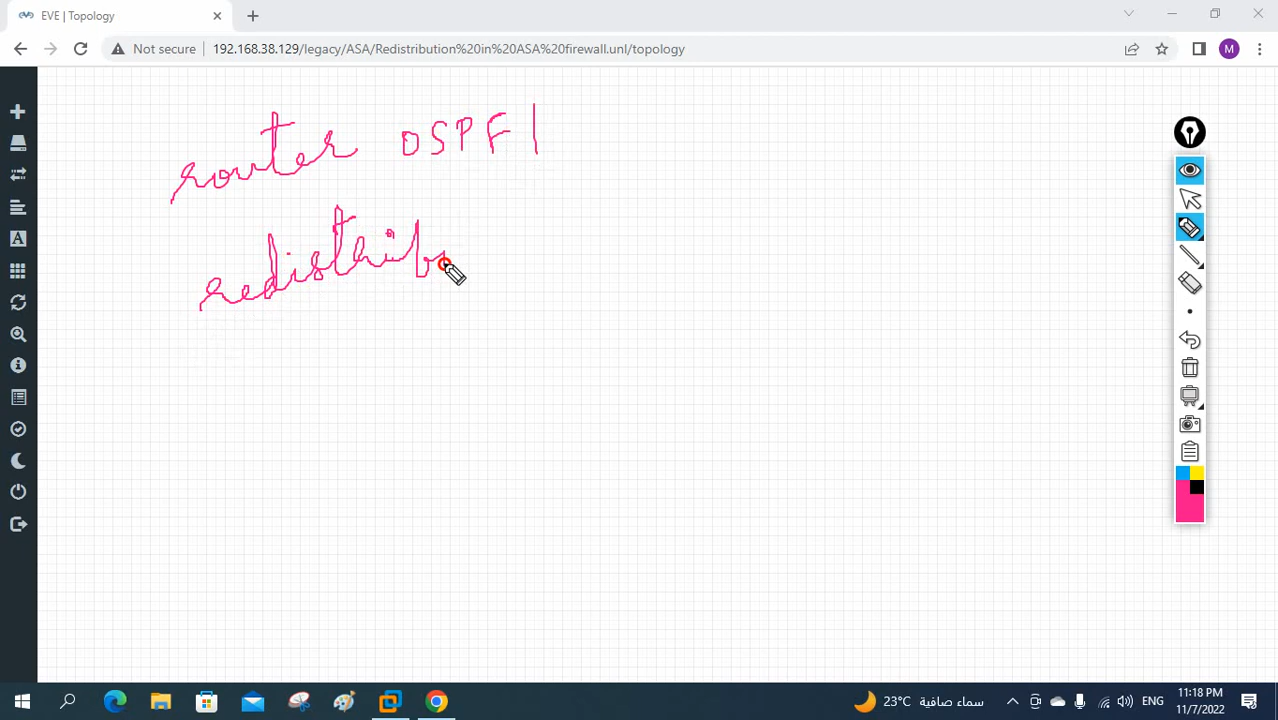 EVE | Topology
Not secure
192.168.38.129/legacy/ASA/Redistribution%20in%20ASA%20firewall.unl/topology
M
A
router OSPF 1
redistrib
23°C سماء صافية
ENG
11:18 PM
11/7/2022